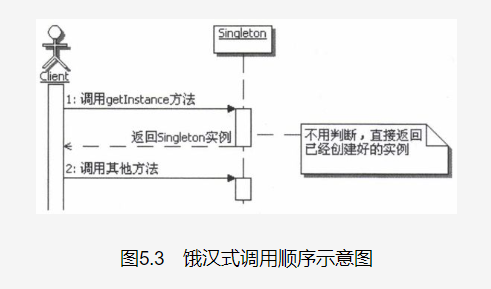 Singleton
Client
1: 调用getInstance方法
返回Singleton实例
不用判断，直接返回
已经创建好的实例
2: 调用其他方法
图5.3 饿汉式调用顺序示意图